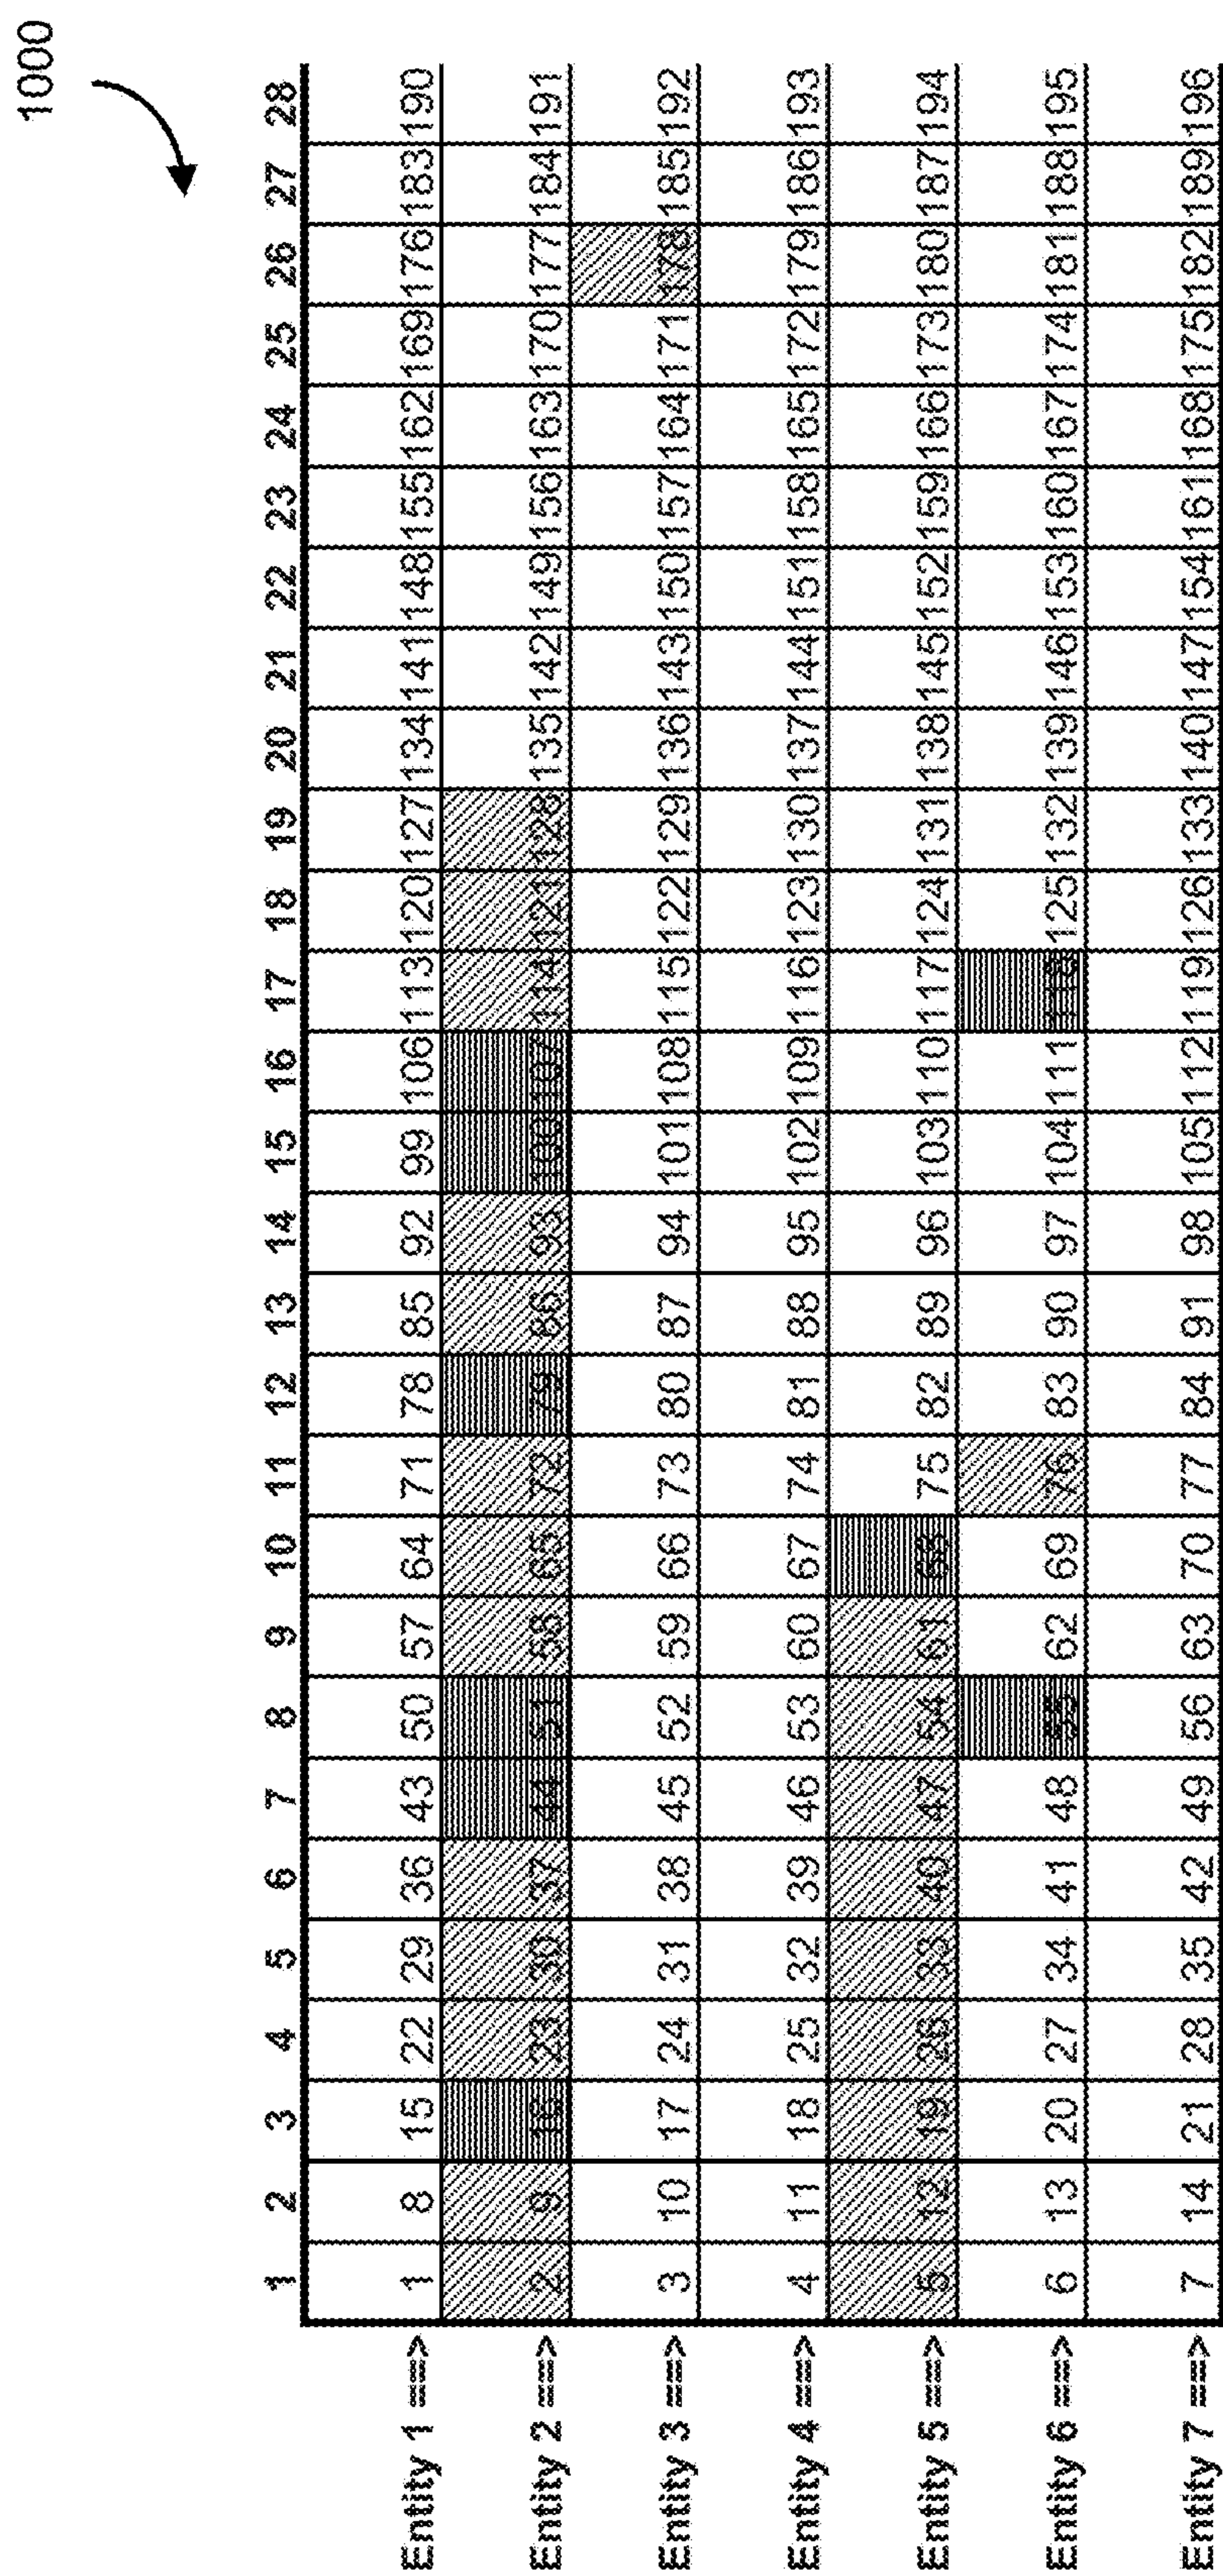 1000
1 2 3 4 5 6 7 8 9 10 11 12 13 14 15 16 17 18 19 20 21 22 23 24 25 26 27 28
Entity 1 ==> 1 8 15 22 29 36 43 50 57 64 71 78 85 92 99 106 113 120 127 134 141 148 155 162 169 176 183 190
Entity 2 ==> 2 9 16 23 30 37 44 51 58 65 72 79 86 93 100 107 114 121 128 135 142 149 156 163 170 177 184 191
Entity 3 ==> 3 10 17 24 31 38 45 52 59 66 73 80 87 94 101 108 115 122 129 136 143 150 157 164 171 178 185 192
Entity 4 ==> 4 11 18 25 32 39 46 53 60 67 74 81 88 95 102 109 116 123 130 137 144 151 158 165 172 179 186 193
Entity 5 ==> 5 12 19 26 33 40 47 54 61 68 75 82 89 96 103 110 117 124 131 138 145 152 159 166 173 180 187 194
Entity 6 ==> 6 13 20 27 34 41 48 55 62 69 76 83 90 97 104 111 118 125 132 139 146 153 160 167 174 181 188 195
Entity 7 ==> 7 14 21 28 35 42 49 56 63 70 77 84 91 98 105 112 119 126 133 140 147 154 161 168 175 182 189 196